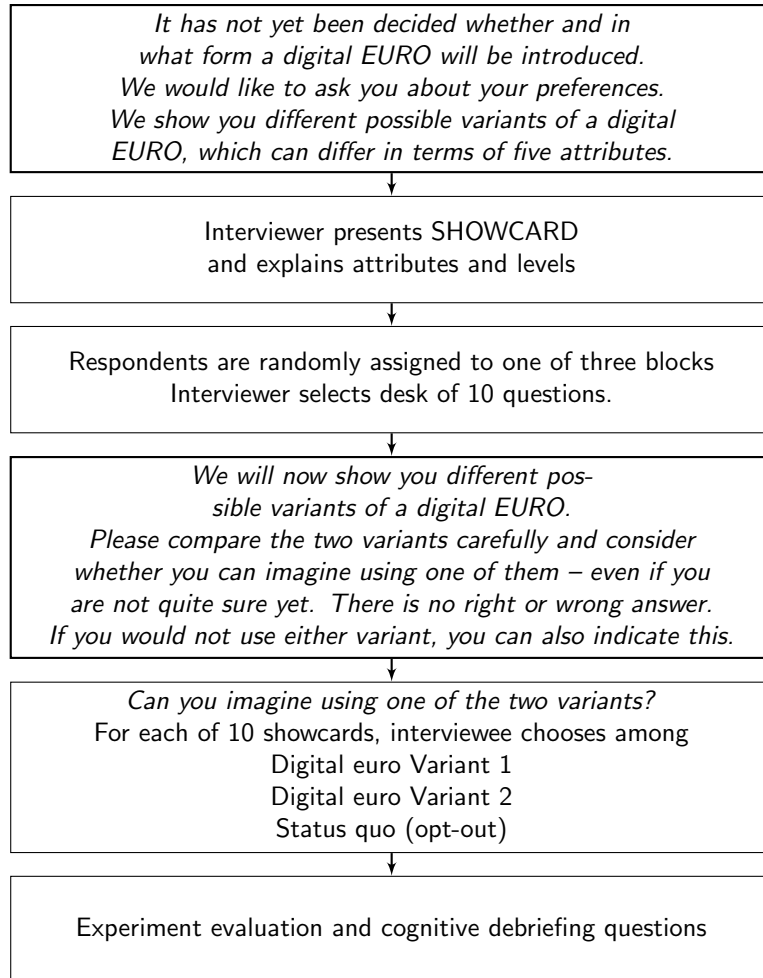 It has not yet been decided whether and in
what form a digital EURO will be introduced.
We would like to ask you about your preferences.
We show you different possible variants of a digital
EURO, which can differ in terms of five attributes.
Interviewer presents SHOWCARD
and explains attributes and levels
Respondents are randomly assigned to one of three blocks
Interviewer selects desk of 10 questions.
We will now show you different pos-
sible variants of a digital EURO.
Please compare the two variants carefully and consider
whether you can imagine using one of them – even if you
are not quite sure yet. There is no right or wrong answer.
If you would not use either variant, you can also indicate this.
Can you imagine using one of the two variants?
For each of 10 showcards, interviewee chooses among
Digital euro Variant 1
Digital euro Variant 2
Status quo (opt-out)
Experiment evaluation and cognitive debriefing questions